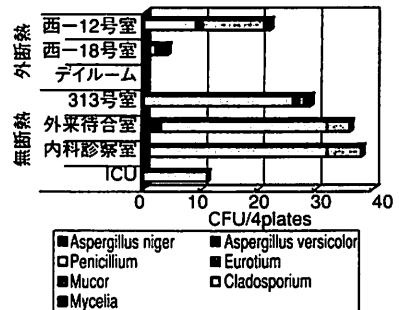 外断熱
西ー12号室
西ー18号室
デイルーム
無断熱
313号室
外来待合室
内科診察室
ICU
0 10 20 30 40
CFU/4plates
Aspergillus niger Aspergillus versicolor
Penicillium Eurotium
Mucor Cladosporium
Mycelia